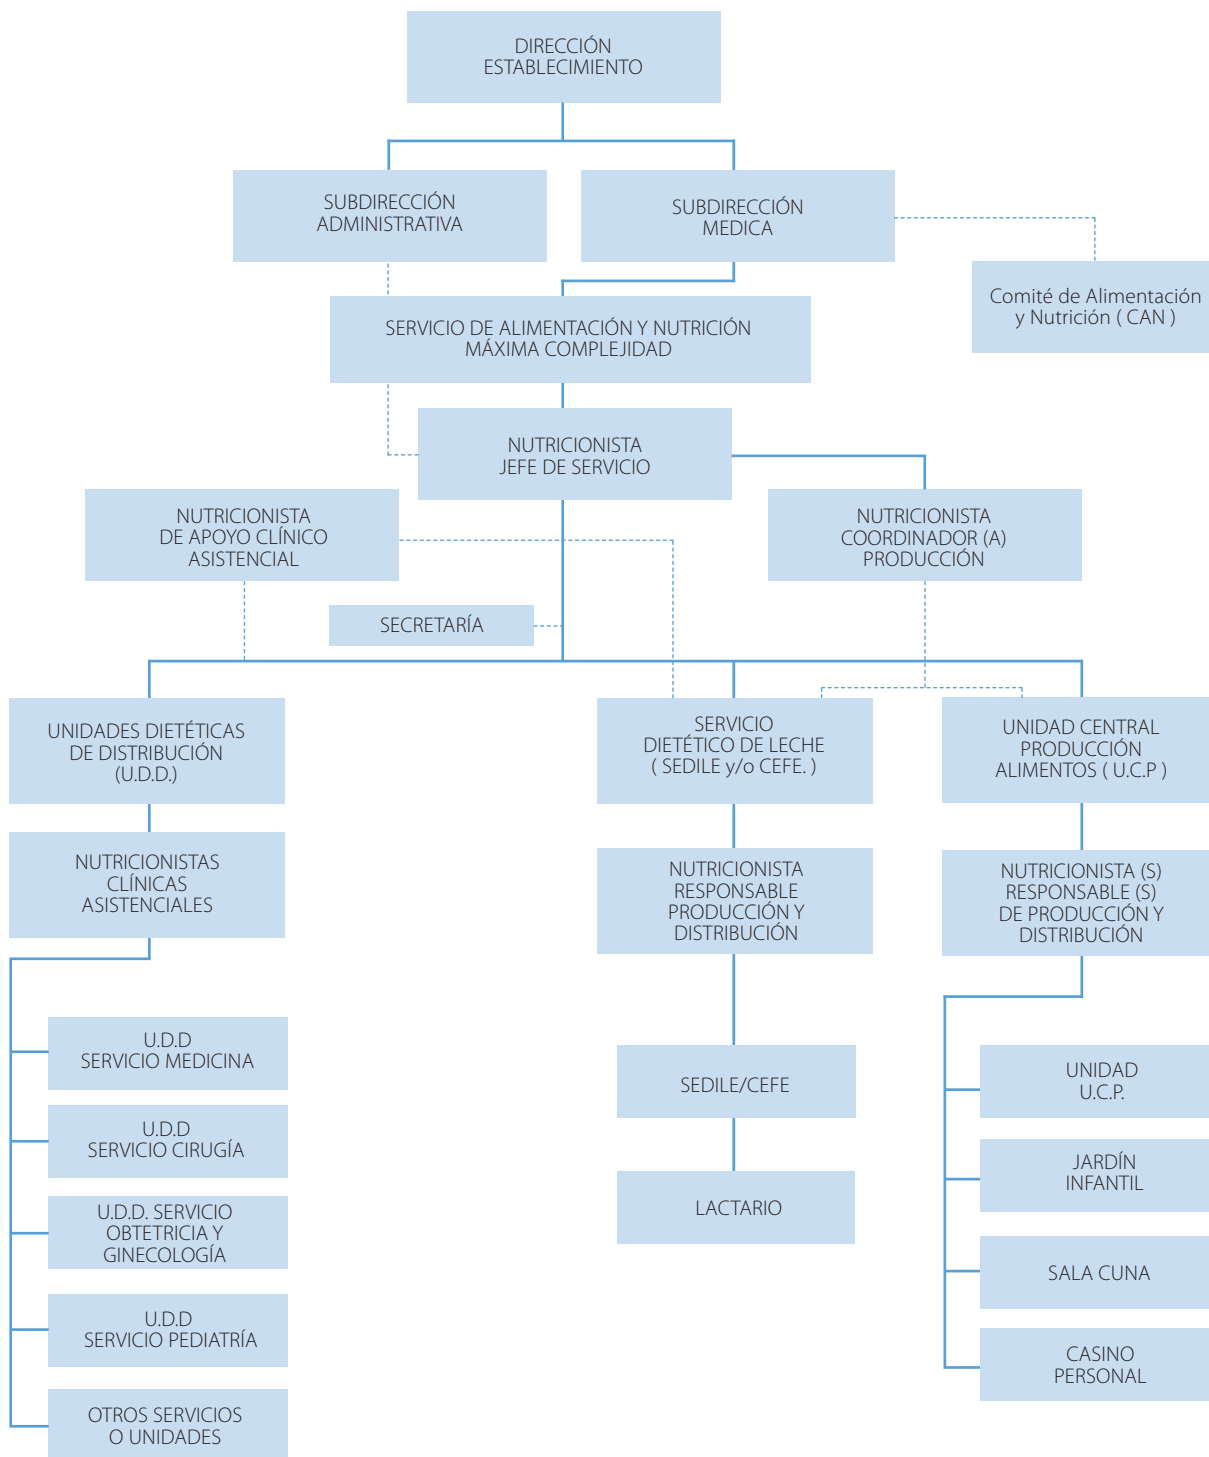 DIRECCIÓN
ESTABLECIMIENTO
SUBDIRECCIÓN
ADMINISTRATIVA
SUBDIRECCIÓN
MEDICA
Comité de Alimentación
y Nutrición ( CAN )
SERVICIO DE ALIMENTACIÓN Y NUTRICIÓN
MÁXIMA COMPLEJIDAD
NUTRICIONISTA
JEFE DE SERVICIO
NUTRICIONISTA
DE APOYO CLÍNICO
ASISTENCIAL
NUTRICIONISTA
COORDINADOR (A)
PRODUCCIÓN
SECRETARÍA
UNIDADES DIETÉTICAS
DE DISTRIBUCIÓN
(U.D.D.)
SERVICIO
DIETÉTICO DE LECHE
( SEDILE y/o CEFE. )
UNIDAD CENTRAL
PRODUCCIÓN
ALIMENTOS ( U.C.P )
NUTRICIONISTAS
CLÍNICAS
ASISTENCIALES
NUTRICIONISTA
RESPONSABLE
PRODUCCIÓN Y
DISTRIBUCIÓN
NUTRICIONISTA (S)
RESPONSABLE (S)
DE PRODUCCIÓN Y
DISTRIBUCIÓN
U.D.D
SERVICIO MEDICINA
U.D.D
SERVICIO CIRUGÍA
U.D.D. SERVICIO
OBTETRICIA Y
GINECOLOGÍA
U.D.D
SERVICIO PEDIATRÍA
OTROS SERVICIOS
O UNIDADES
SEDILE/CEFE
LACTARIO
UNIDAD
U.C.P.
JARDÍN
INFANTIL
SALA CUNA
CASINO
PERSONAL